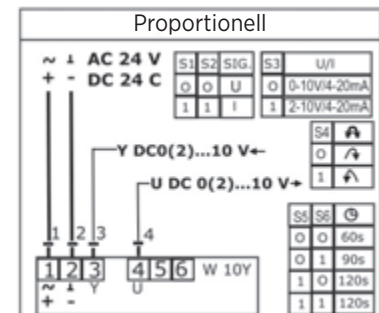 Proportionell
~ ⊥ AC 24 V
+ - DC 24 C
S1 S2 SIG.
O O U
1 1 I
S3 U/I
O 0-10V/4-20mA
1 2-10V/4-20mA
S4
O
1
Y DC0(2)...10 V←
U DC 0(2)...10 V→
S5 S6
O O 60s
O 1 90s
1 O 120s
1 1 120s
1 2 3 4
1 2 3 4 5 6 W 10Y
~ ⊥ Y U
+ -